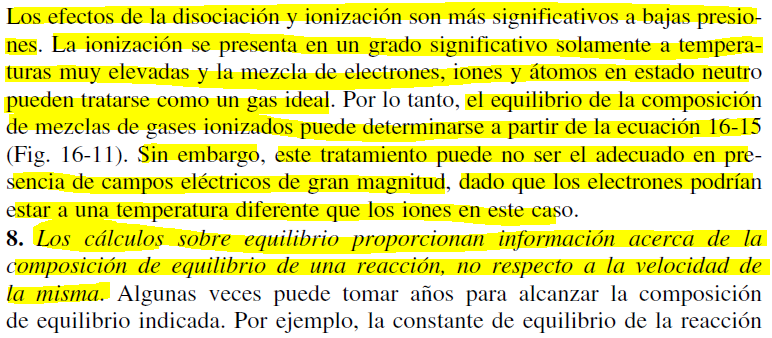 Los efectos de la disociación y ionización son más significativos a bajas presio-
nes. La ionización se presenta en un grado significativo solamente a tempera-
turas muy elevadas y la mezcla de electrones, iones y átomos en estado neutro
pueden tratarse como un gas ideal. Por lo tanto, el equilibrio de la composición
de mezclas de gases ionizados puede determinarse a partir de la ecuación 16-15
(Fig. 16-11). Sin embargo, este tratamiento puede no ser el adecuado en pre-
sencia de campos eléctricos de gran magnitud, dado que los electrones podrían
estar a una temperatura diferente que los iones en este caso.
8. Los cálculos sobre equilibrio proporcionan información acerca de la
composición de equilibrio de una reacción, no respecto a la velocidad de
la misma. Algunas veces puede tomar años para alcanzar la composición
de equilibrio indicada. Por ejemplo, la constante de equilibrio de la reacción